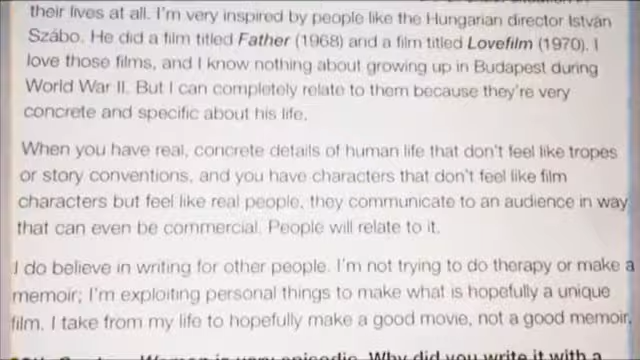 their lives at all. I'm very inspired by people like the Hungarian director István
Szábo. He did a film titled Father (1968) and a film titled Lovefilm (1970). I
love those films, and I know nothing about growing up in Budapest during
World War II. But I can completely relate to them because they're very
concrete and specific about his life.
When you have real, concrete details of human life that don't feel like tropes
or story conventions, and you have characters that don't feel like film
characters but feel like real people, they communicate to an audience in way
that can even be commercial. People will relate to it.
I do believe in writing for other people. I'm not trying to do therapy or make a
memoir; I'm exploiting personal things to make what is hopefully a unique
film. I take from my life to hopefully make a good movie, not a good memoir.
Women is very episodic. Why did you write it with a